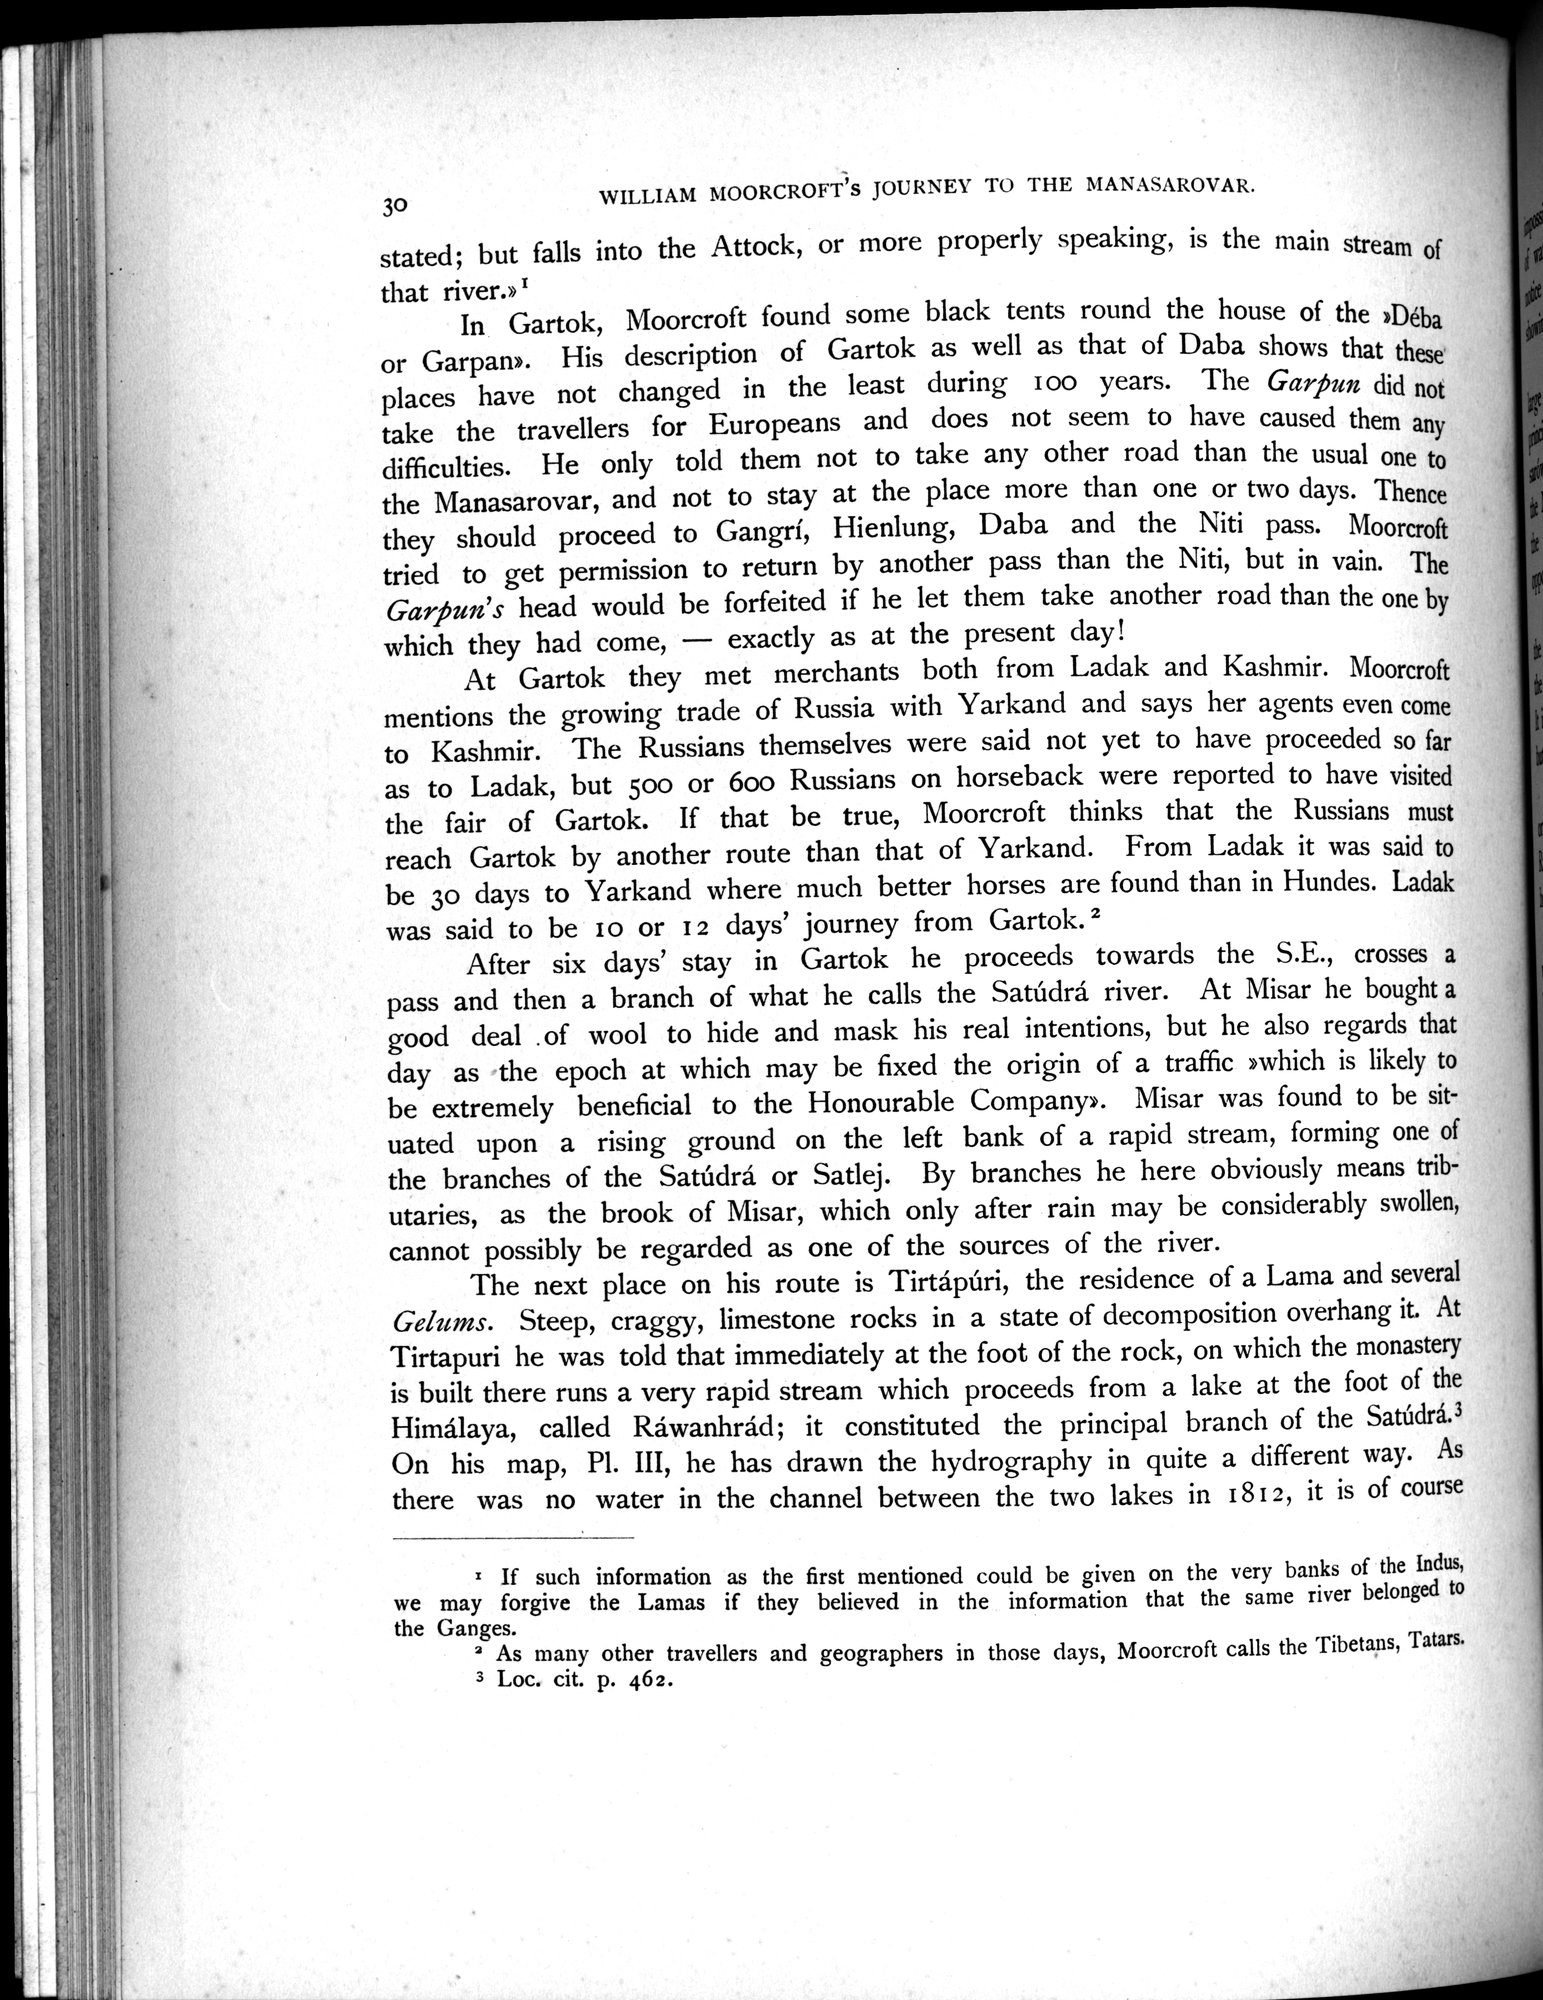 30 WILLIAM MOORCROFT's JOURNEY TO THE MANASAROVAR.
stated; but falls into the Attock, or more properly speaking, is the main stream of
that river.»¹
In Gartok, Moorcroft found some black tents round the house of the »Déba
or Garpan». His description of Gartok as well as that of Daba shows that these
places have not changed in the least during 100 years. The Garpun did not
take the travellers for Europeans and does not seem to have caused them any
difficulties. He only told them not to take any other road than the usual one to
the Manasarovar, and not to stay at the place more than one or two days. Thence
they should proceed to Gangrí, Hienlung, Daba and the Niti pass. Moorcroft
tried to get permission to return by another pass than the Niti, but in vain. The
Garpun's head would be forfeited if he let them take another road than the one by
which they had come, — exactly as at the present day!
At Gartok they met merchants both from Ladak and Kashmir. Moorcroft
mentions the growing trade of Russia with Yarkand and says her agents even come
to Kashmir. The Russians themselves were said not yet to have proceeded so far
as to Ladak, but 500 or 600 Russians on horseback were reported to have visited
the fair of Gartok. If that be true, Moorcroft thinks that the Russians must
reach Gartok by another route than that of Yarkand. From Ladak it was said to
be 30 days to Yarkand where much better horses are found than in Hundes. Ladak
was said to be 10 or 12 days' journey from Gartok.²
After six days' stay in Gartok he proceeds towards the S.E., crosses a
pass and then a branch of what he calls the Satúdrá river. At Misar he bought a
good deal of wool to hide and mask his real intentions, but he also regards that
day as the epoch at which may be fixed the origin of a traffic »which is likely to
be extremely beneficial to the Honourable Company». Misar was found to be sit-
uated upon a rising ground on the left bank of a rapid stream, forming one of
the branches of the Satúdrá or Satlej. By branches he here obviously means trib-
utaries, as the brook of Misar, which only after rain may be considerably swollen,
cannot possibly be regarded as one of the sources of the river.
The next place on his route is Tirtápúri, the residence of a Lama and several
Gelums. Steep, craggy, limestone rocks in a state of decomposition overhang it. At
Tirtapuri he was told that immediately at the foot of the rock, on which the monastery
is built there runs a very rapid stream which proceeds from a lake at the foot of the
Himálaya, called Ráwanhrád; it constituted the principal branch of the Satúdrá.³
On his map, Pl. III, he has drawn the hydrography in quite a different way. As
there was no water in the channel between the two lakes in 1812, it is of course
¹ If such information as the first mentioned could be given on the very banks of the Indus,
we may forgive the Lamas if they believed in the information that the same river belonged to
the Ganges.
² As many other travellers and geographers in those days, Moorcroft calls the Tibetans, Tatars.
³ Loc. cit. p. 462.